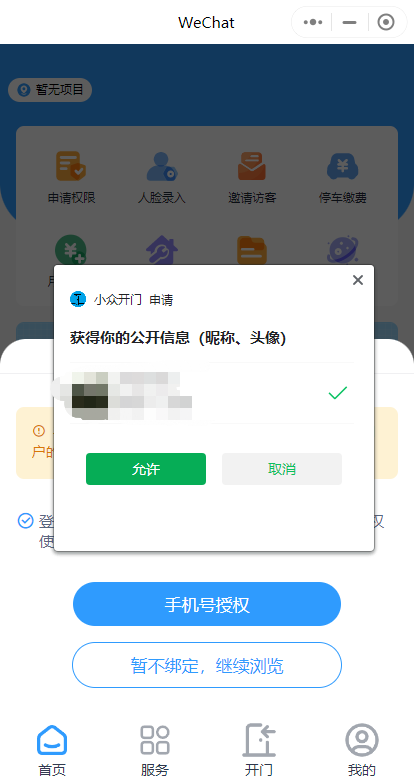 WeChat
暂无项目
申请权限
人脸录入
邀请访客
停车缴费
小众开门 申请
获得你的公开信息（昵称、头像）
允许
取消
户的
登
权
使
手机号授权
暂不绑定，继续浏览
首页
服务
开门
我的